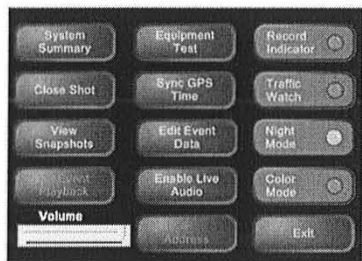 System
Summary
Equipment
Test
Record
Indicator
Close Shot
Sync GPS
Time
Traffic
Watch
View
Snapshots
Edit Event
Data
Night
Mode
Event
Playback
Enable Live
Audio
Color
Mode
Volume
Address
Exit